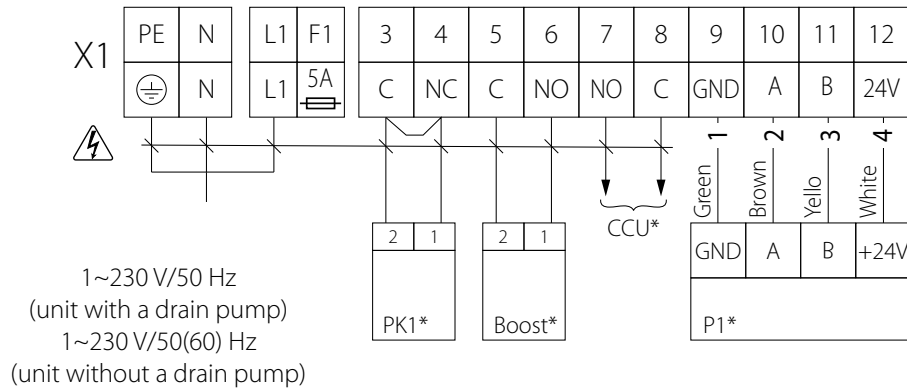 X1
PE N L1 F1 3 4 5 6 7 8 9 10 11 12
N L1 5A C NC C NO NO C GND A B 24V
1 2 3 4
Green Brown Yello White
CCU*
2 1 2 1 GND A B +24V
PK1* Boost* P1*
1~230 V/50 Hz
(unit with a drain pump)
1~230 V/50(60) Hz
(unit without a drain pump)